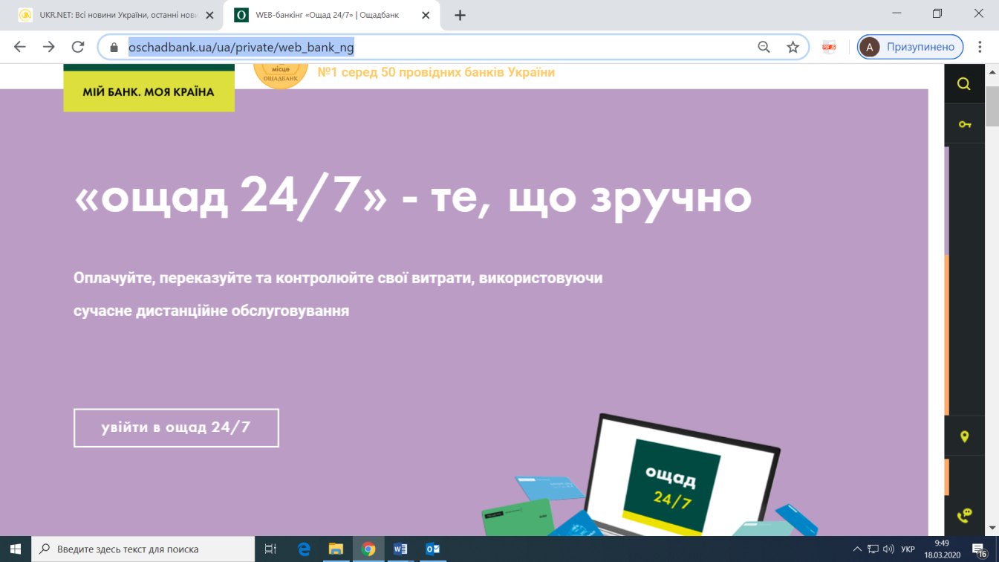 UKR.NET: Всі новини України, останні нови
WEB-банкінг «Ощад 24/7» | Ощадбанк
oschadbank.ua/ua/private/web_bank_ng
A
Призупинено
місце
ОЩАДБАНК
№1 серед 50 провідних банків України
МІЙ БАНК. МОЯ КРАЇНА
«ощад 24/7» - те, що зручно
Оплачуйте, переказуйте та контролюйте свої витрати, використовуючи
сучасне дистанційне обслуговування
увійти в ощад 24/7
ощад
24/7
Введите здесь текст для поиска
УКР
9:49
18.03.2020
16